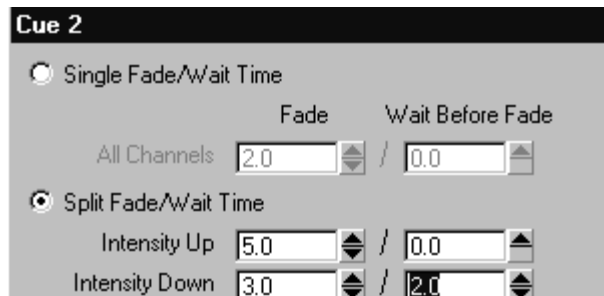 Cue 2
Single Fade/Wait Time
Fade Wait Before Fade
All Channels 2.0 / 0.0
Split Fade/Wait Time
Intensity Up 5.0 / 0.0
Intensity Down 3.0 / 2.0